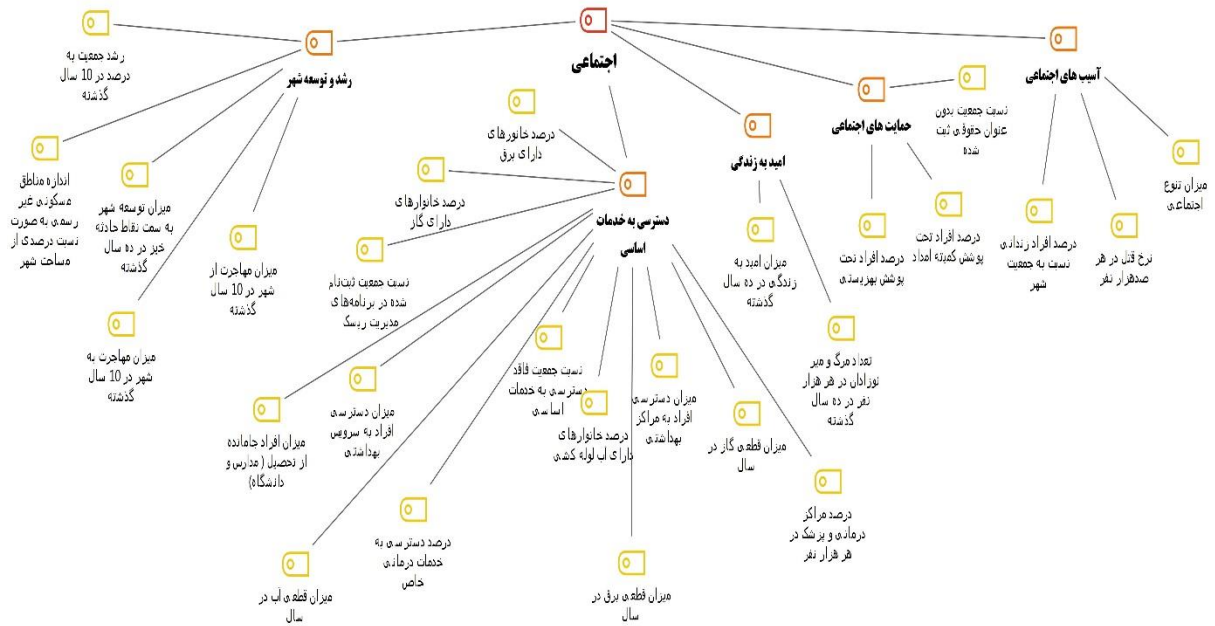 اجتماعی
آسیب های اجتماعی
میزان تنوع
اجتماعی
نرخ قتل در هر
صدهزار نفر
درصد افراد زندانی
نسبت به جمعیت
شهر
حمایت های اجتماعی
نسبت جمعیت بدون
عنوان حقوقی ثبت
شده
درصد افراد تحت
پوشش کمیته امداد
درصد افراد تحت
پوشش بهزیستی
امید به زندگی
میزان امید به
زندگی در ده سال
گذشته
تعداد مرگ و میر
نوزادان در هر هزار
نفر در ده سال
گذشته
دسترسی به خدمات
اساسی
درصد خانورهای
دارای برق
درصد خانوارهای
دارای گاز
نسبت جمعیت ثبت‌نام
شده در برنامه‌های
مدیریت ریسک
میزان افراد جامانده
از تحصیل ( مدارس و
دانشگاه)
میزان دسترسی
افراد به سرویس
بهداشتی
میزان قطعی آب در
سال
درصد دسترسی به
خدمات درمانی
خاص
نسبت جمعیت فاقد
دسترسی به خدمات
اساسی
درصد خانوارهای
دارای آب لوله کشی
میزان قطعی برق در
سال
میزان دسترسی
افراد به مراکز
بهداشتی
میزان قطعی گاز در
سال
درصد مراکز
درمانی و پزشک در
هر هزار نفر
رشد و توسعه شهر
رشد جمعیت به
درصد در 10 سال
گذشته
اندازه مناطق
مسکونی غیر
رسمی به صورت
نسبت درصدی از
مساحت شهر
میزان توسعه شهر
به سمت نقاط حادثه
خیز در ده سال
گذشته
میزان مهاجرت از
شهر در 10 سال
گذشته
میزان مهاجرت به
شهر در 10 سال
گذشته